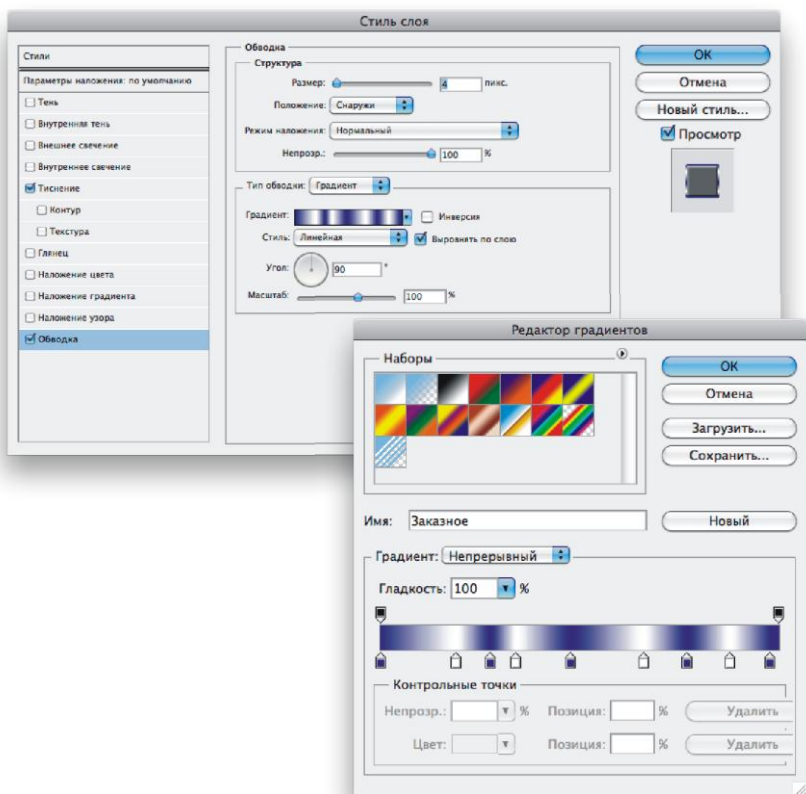 Стиль слоя
Стили
Параметры наложения: по умолчанию
Тень
Внутренняя тень
Внешнее свечение
Внутреннее свечение
Тиснение
Контур
Текстура
Глянец
Наложение цвета
Наложение градиента
Наложение узора
Обводка
Обводка
Структура
Размер: 4 пикс.
Положение: Снаружи
Режим наложения: Нормальный
Непрозр.: 100 %
Тип обводки: Градиент
Градиент: Инверсия
Стиль: Линейная Выровнять по слою
Угол: 90 °
Масштаб: 100 %
OK
Отмена
Новый стиль...
Просмотр
Редактор градиентов
Наборы
OK
Отмена
Загрузить...
Сохранить...
Имя: Заказное Новый
Градиент: Непрерывный
Гладкость: 100 %
Контрольные точки
Непрозр.: % Позиция: % Удалить
Цвет: Позиция: % Удалить